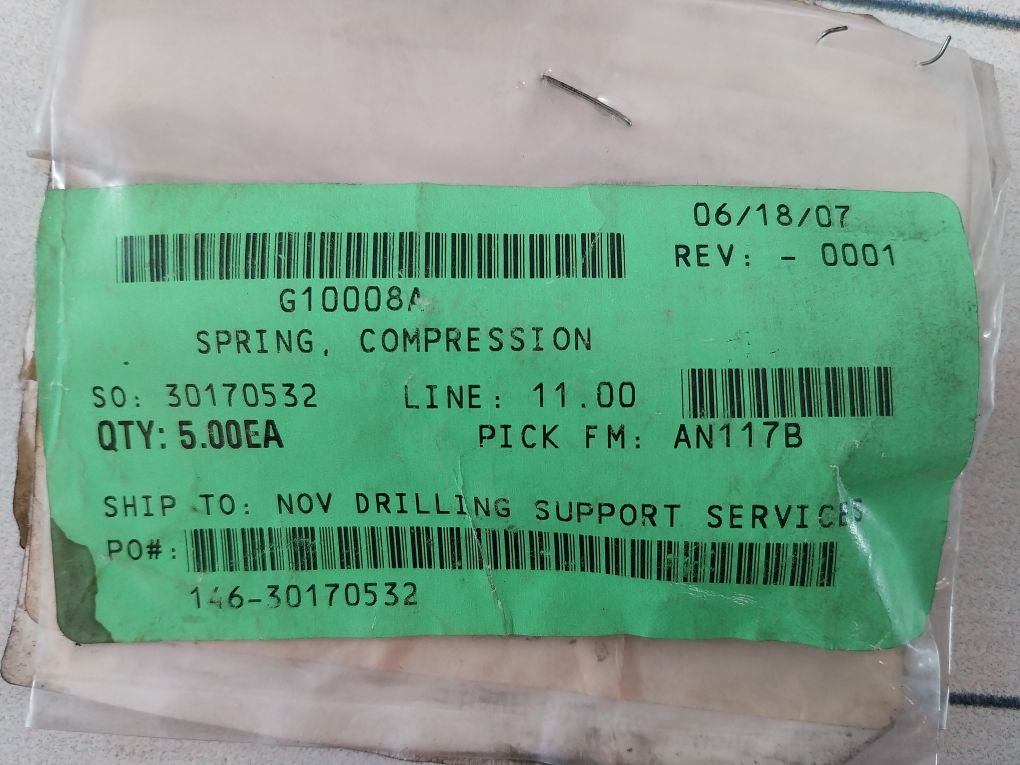 06/18/07
REV: - 0001
G10008A
SPRING, COMPRESSION
SO: 30170532 LINE: 11.00
QTY: 5.00EA PICK FM: AN117B
SHIP TO: NOV DRILLING SUPPORT SERVICES
PO#:
146-30170532